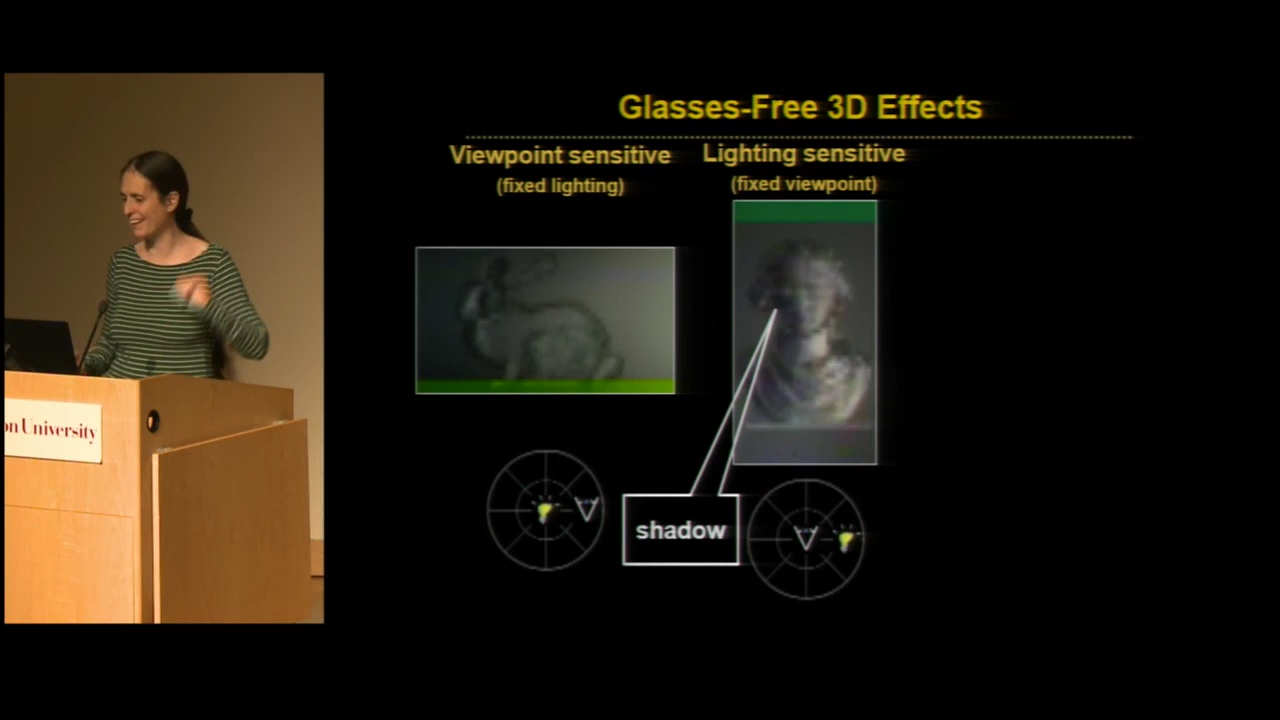 Glasses-Free 3D Effects
Viewpoint sensitive
(fixed lighting)
Lighting sensitive
(fixed viewpoint)
shadow
on University